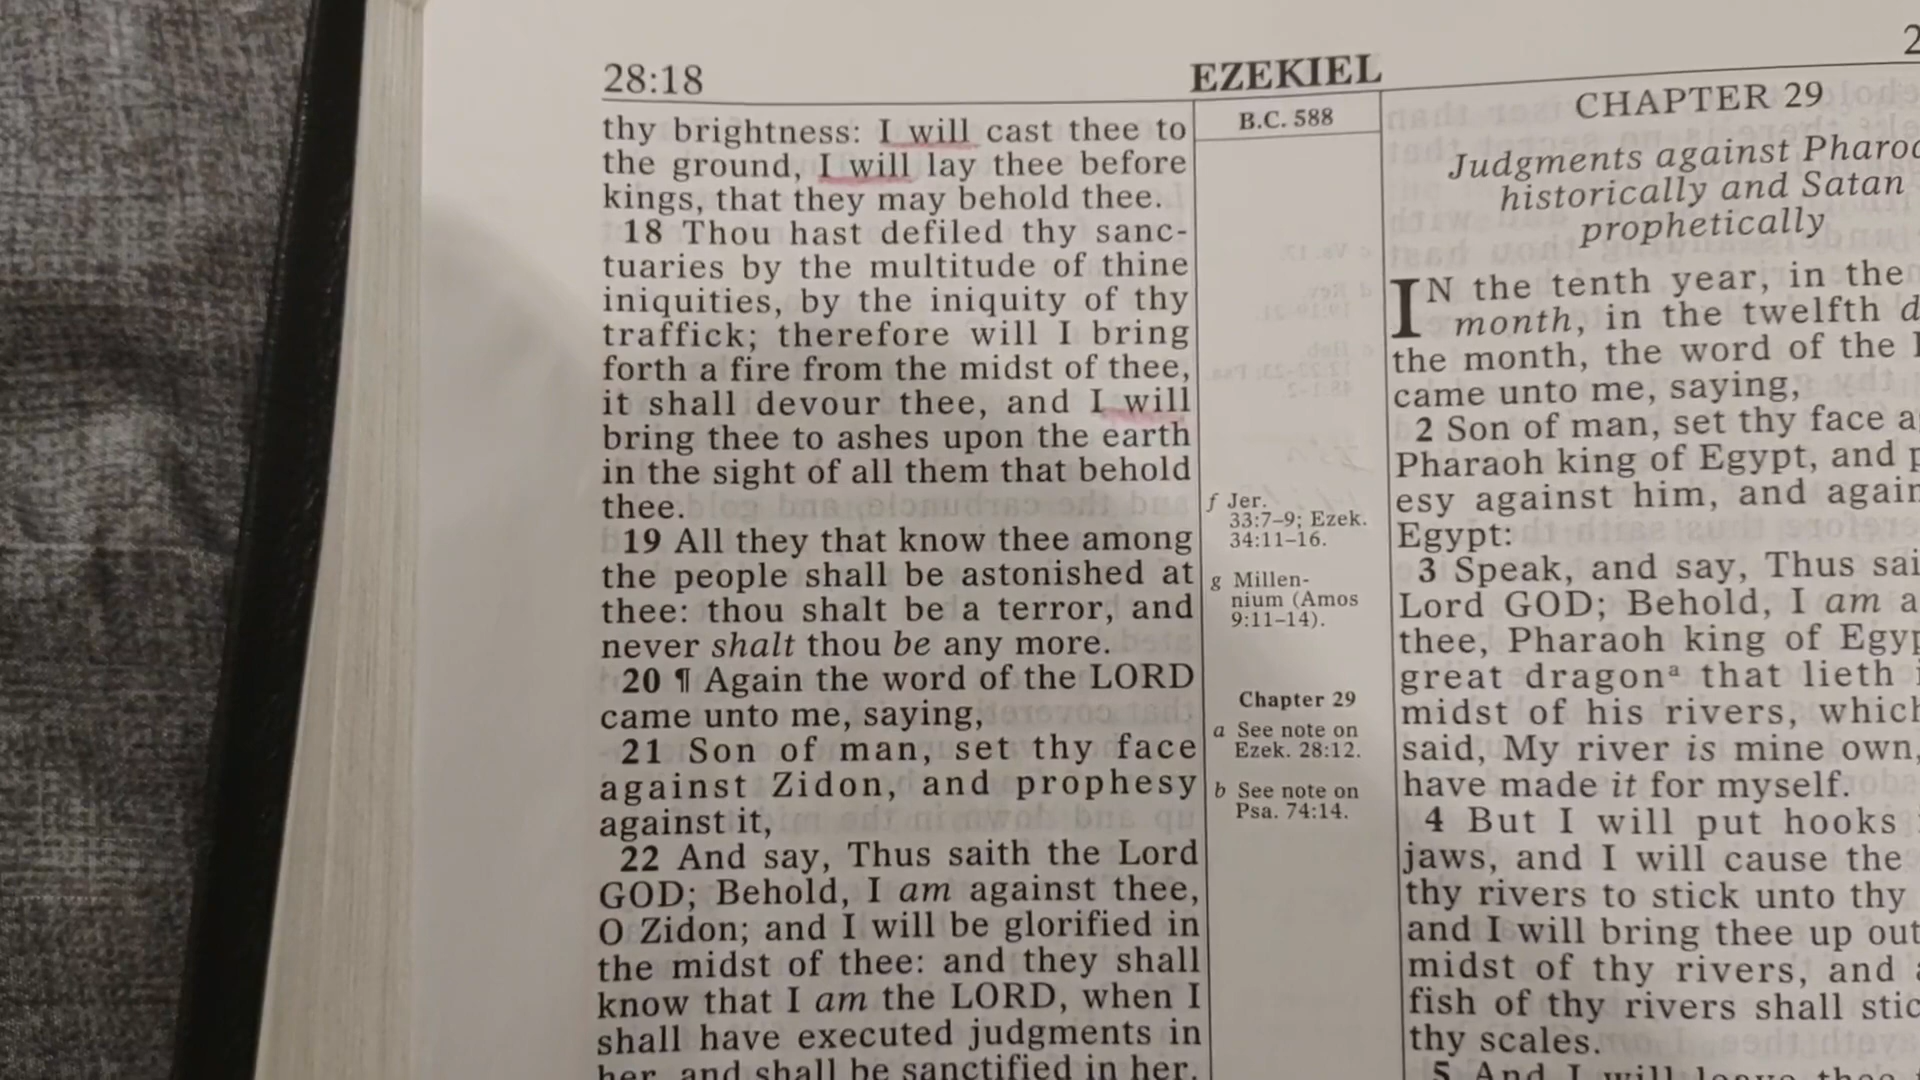 28:18
EZEKIEL
2
thy brightness: I will cast thee to
the ground, I will lay thee before
kings, that they may behold thee.
18 Thou hast defiled thy sanc-
tuaries by the multitude of thine
iniquities, by the iniquity of thy
traffick; therefore will I bring
forth a fire from the midst of thee,
it shall devour thee, and I will
bring thee to ashes upon the earth
in the sight of all them that behold
thee.
19 All they that know thee among
the people shall be astonished at
thee: thou shalt be a terror, and
never shalt thou be any more.
20 ¶ Again the word of the LORD
came unto me, saying,
21 Son of man, set thy face
against Zidon, and prophesy
against it,
22 And say, Thus saith the Lord
GOD; Behold, I am against thee,
O Zidon; and I will be glorified in
the midst of thee: and they shall
know that I am the LORD, when I
shall have executed judgments in
her, and shall be sanctified in her.
B.C. 588
f Jer.
33:7–9; Ezek.
34:11–16.
g Millen-
nium (Amos
9:11–14).
Chapter 29
a See note on
Ezek. 28:12.
b See note on
Psa. 74:14.
CHAPTER 29
Judgments against Pharao
historically and Satan
prophetically
IN the tenth year, in the
month, in the twelfth d
the month, the word of the
came unto me, saying,
2 Son of man, set thy face a
Pharaoh king of Egypt, and p
esy against him, and again
Egypt:
3 Speak, and say, Thus sai
Lord GOD; Behold, I am a
thee, Pharaoh king of Egyp
great dragonᵃ that lieth
midst of his rivers, which
said, My river is mine own,
have made it for myself.
4 But I will put hooks
jaws, and I will cause the
thy rivers to stick unto thy
and I will bring thee up out
midst of thy rivers, and
fish of thy rivers shall stic
thy scales.
5 And I will leave thee